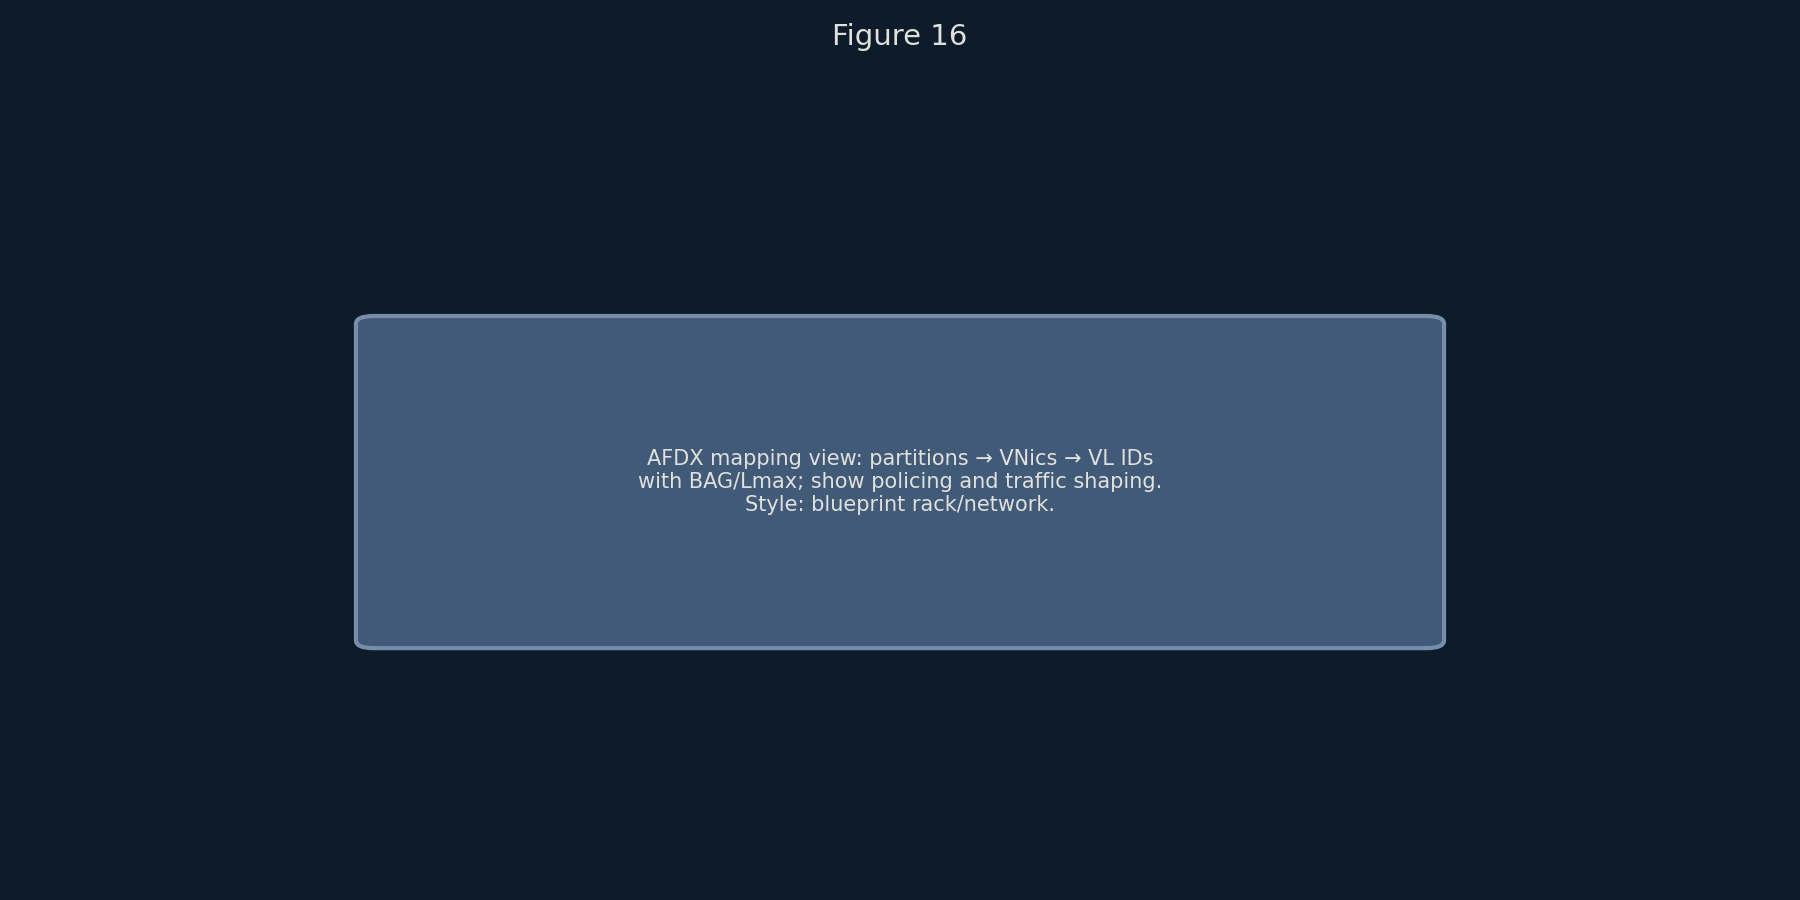 Figure 16
AFDX mapping view: partitions → VNics → VL IDs
with BAG/Lmax; show policing and traffic shaping.
Style: blueprint rack/network.